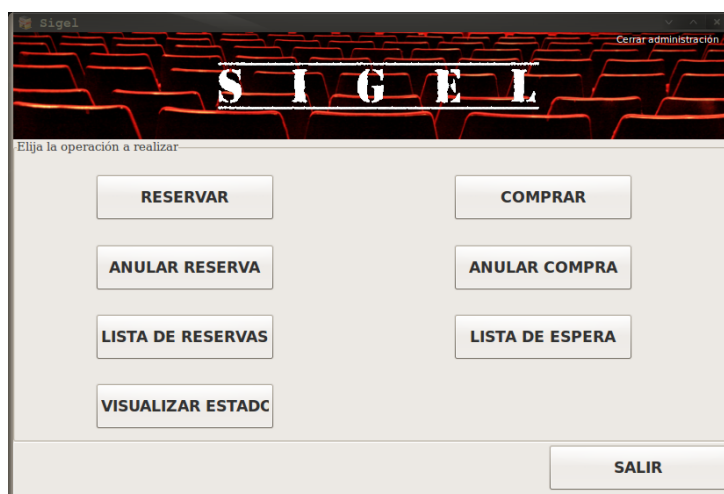 Sigel
Cerrar administración
S I G E L
Elija la operación a realizar
RESERVAR
COMPRAR
ANULAR RESERVA
ANULAR COMPRA
LISTA DE RESERVAS
LISTA DE ESPERA
VISUALIZAR ESTADO
SALIR